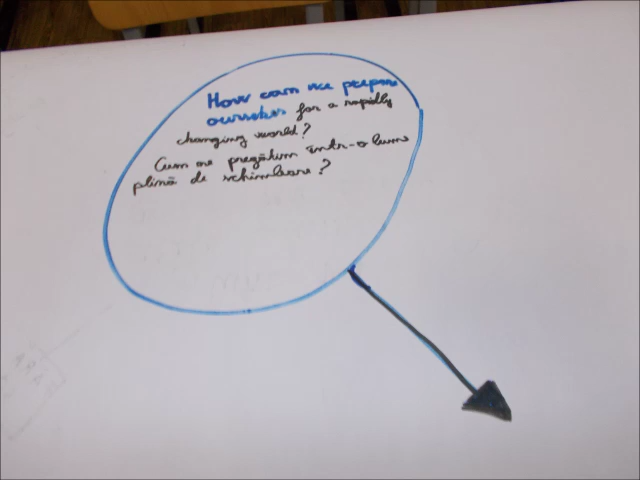 How can we prepare
ourselves for a rapidly
changing world?
Cum ne pregătim într-o lume
plină de schimbare?